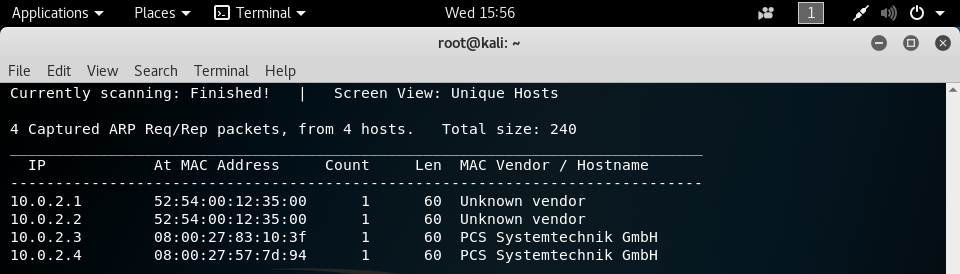 Applications Places Terminal Wed 15:56 1
root@kali: ~
File Edit View Search Terminal Help
Currently scanning: Finished! | Screen View: Unique Hosts
4 Captured ARP Req/Rep packets, from 4 hosts. Total size: 240
_____________________________________________________________________________
IP At MAC Address Count Len MAC Vendor / Hostname
-----------------------------------------------------------------------------
10.0.2.1 52:54:00:12:35:00 1 60 Unknown vendor
10.0.2.2 52:54:00:12:35:00 1 60 Unknown vendor
10.0.2.3 08:00:27:83:10:3f 1 60 PCS Systemtechnik GmbH
10.0.2.4 08:00:27:57:7d:94 1 60 PCS Systemtechnik GmbH